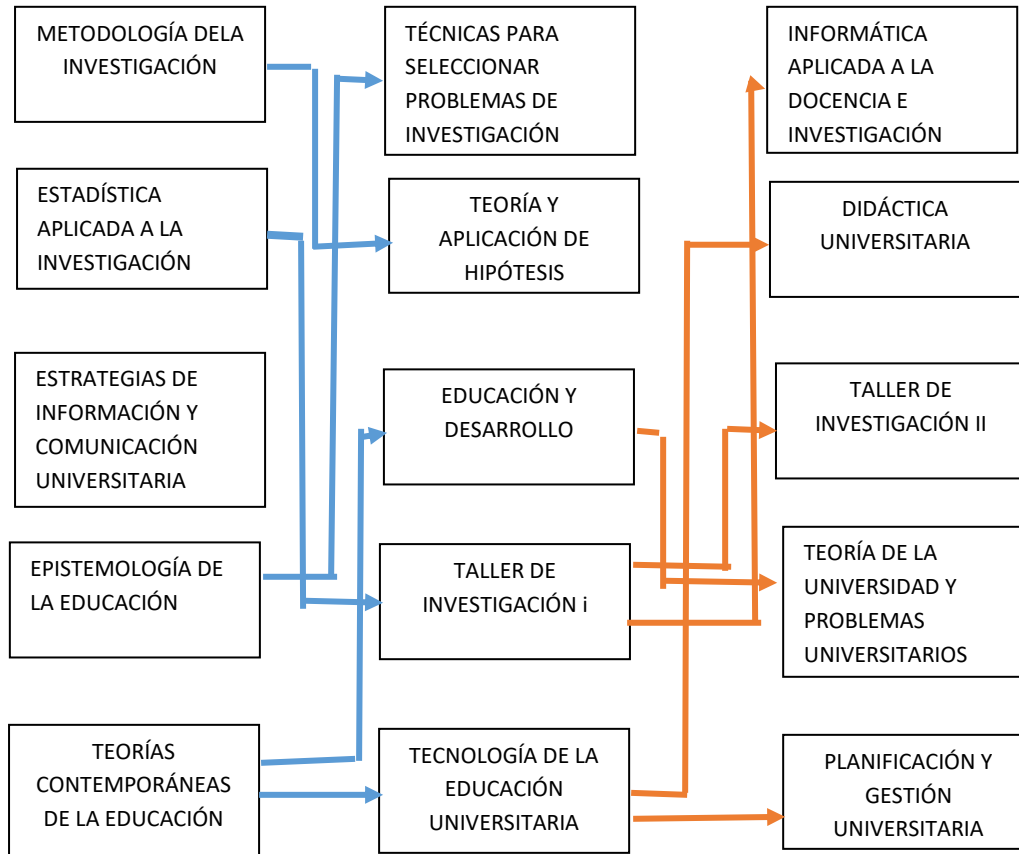 METODOLOGÍA DELA
INVESTIGACIÓN
ESTADÍSTICA
APLICADA A LA
INVESTIGACIÓN
ESTRATEGIAS DE
INFORMACIÓN Y
COMUNICACIÓN
UNIVERSITARIA
EPISTEMOLOGÍA DE
LA EDUCACIÓN
TEORÍAS
CONTEMPORÁNEAS
DE LA EDUCACIÓN
TÉCNICAS PARA
SELECCIONAR
PROBLEMAS DE
INVESTIGACIÓN
TEORÍA Y
APLICACIÓN DE
HIPÓTESIS
EDUCACIÓN Y
DESARROLLO
TALLER DE
INVESTIGACIÓN i
TECNOLOGÍA DE LA
EDUCACIÓN
UNIVERSITARIA
INFORMÁTICA
APLICADA A LA
DOCENCIA E
INVESTIGACIÓN
DIDÁCTICA
UNIVERSITARIA
TALLER DE
INVESTIGACIÓN II
TEORÍA DE LA
UNIVERSIDAD Y
PROBLEMAS
UNIVERSITARIOS
PLANIFICACIÓN Y
GESTIÓN
UNIVERSITARIA